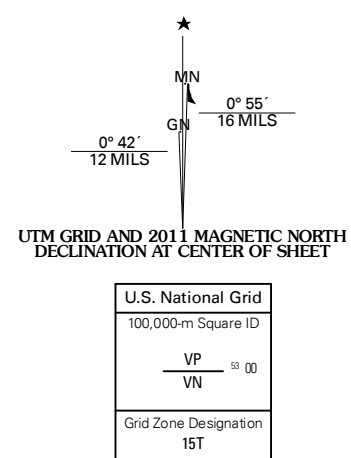 ★
MN
0° 55´
16 MILS
GN
0° 42´
12 MILS
UTM GRID AND 2011 MAGNETIC NORTH
DECLINATION AT CENTER OF SHEET
U.S. National Grid
100,000-m Square ID
VP
53 00
VN
Grid Zone Designation
15T